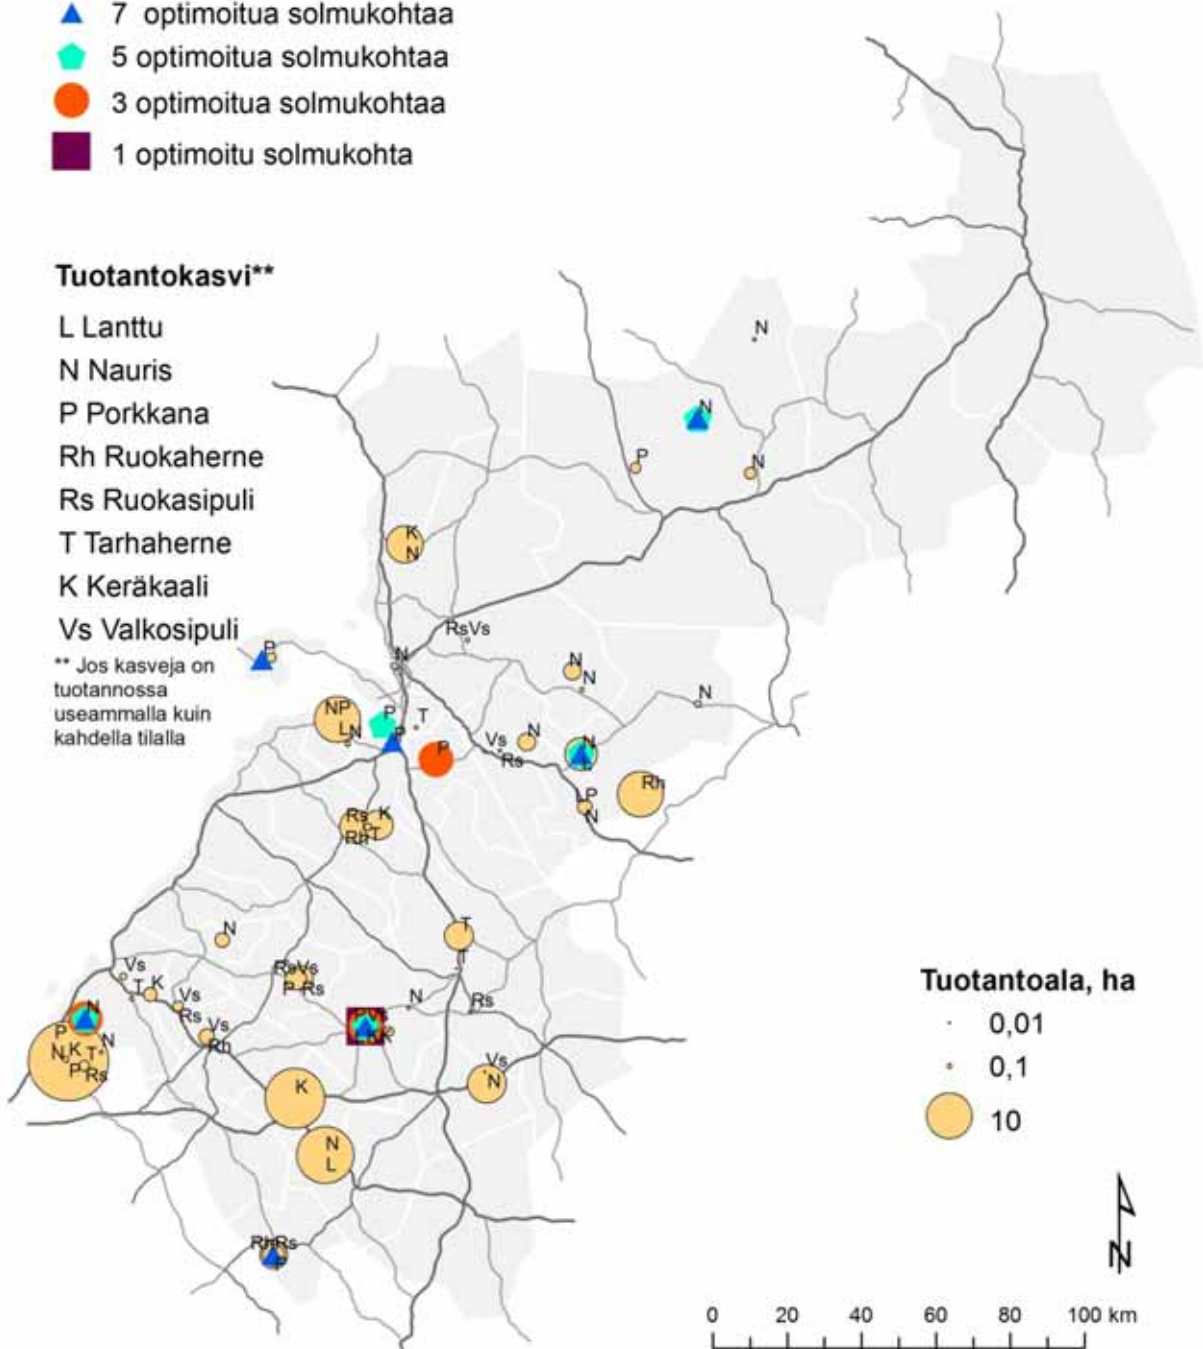 7 optimoitua solmukohtaa
5 optimoitua solmukohtaa
3 optimoitua solmukohtaa
1 optimoitu solmukohta
Tuotantokasvi**
L Lanttu
N Nauris
P Porkkana
Rh Ruokaherne
Rs Ruokasipuli
T Tarhaherne
K Keräkaali
Vs Valkosipuli
** Jos kasveja on
tuotannossa
useammalla kuin
kahdella tilalla
N
N
P
N
K
N
RsVs
P
N
N
N
N
NP
LN
P
T
P
P
Vs
Rs
N
N
Rh
LP
N
Rs K
RhT
T
T
N
RsVs
P Rs
Vs
T K
Vs
Rs
Vs
Rh
N
Rs
N
P
N
N K T
P Rs
K
Vs
N
N
L
RhRs
P
Tuotantoala, ha
0,01
0,1
10
N
0 20 40 60 80 100 km